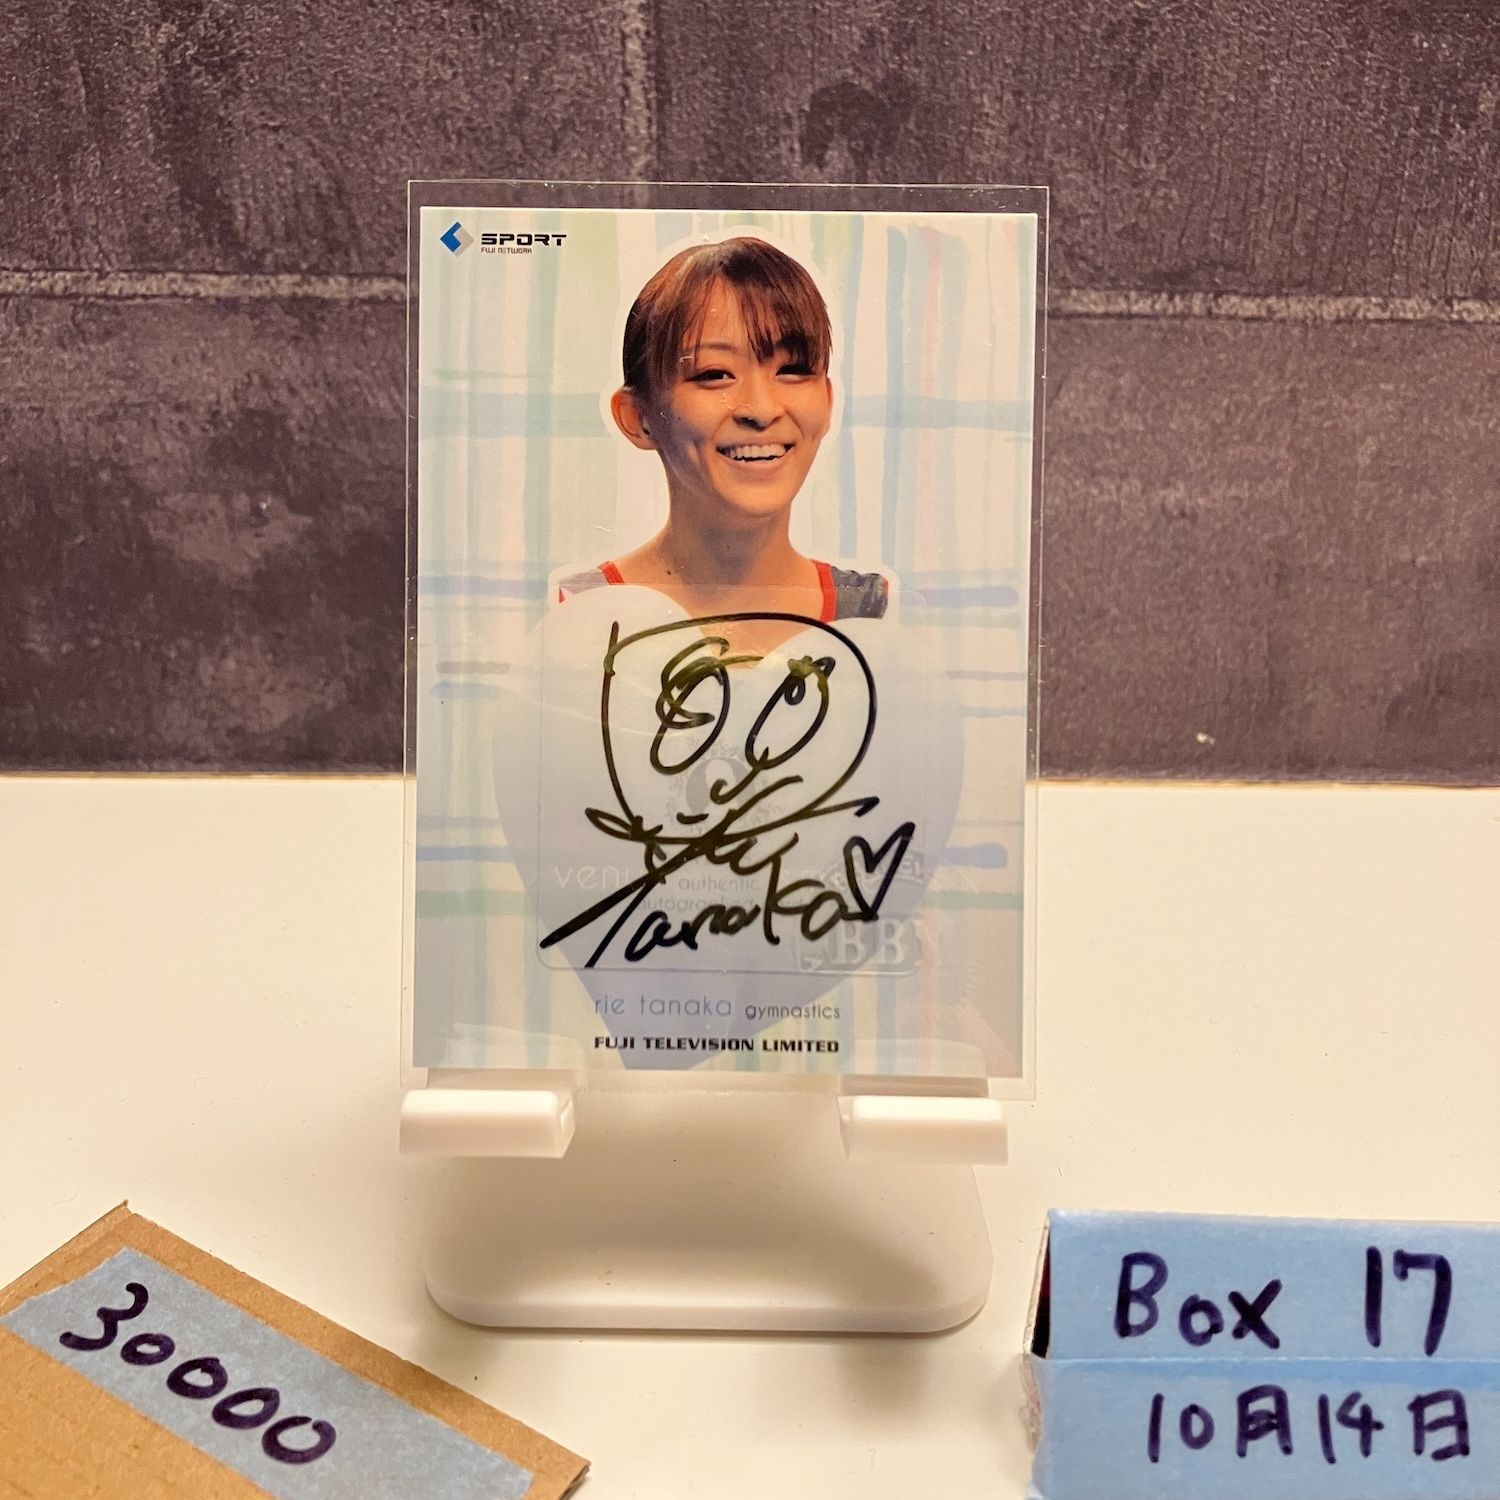 SPORT
FUJI NETWORK
authentic
Tanaka
rie tanaka gymnastics
FUJI TELEVISION LIMITED
30000
Box 17
10月14日